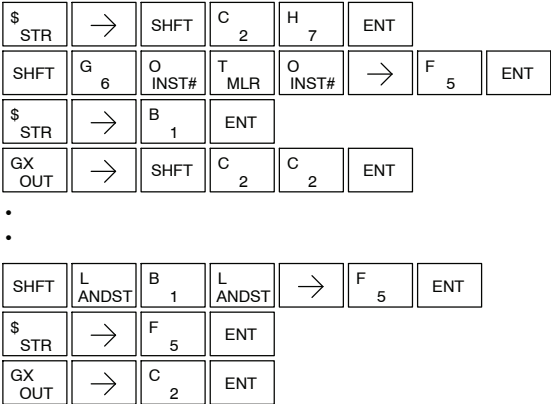 $ STR → SHFT C 2 H 7 ENT
SHFT G 6 O INST# T MLR O INST# → F 5 ENT
$ STR → B 1 ENT
GX OUT → SHFT C 2 C 2 ENT
•
•
SHFT L ANDST B 1 L ANDST → F 5 ENT
$ STR → F 5 ENT
GX OUT → C 2 ENT